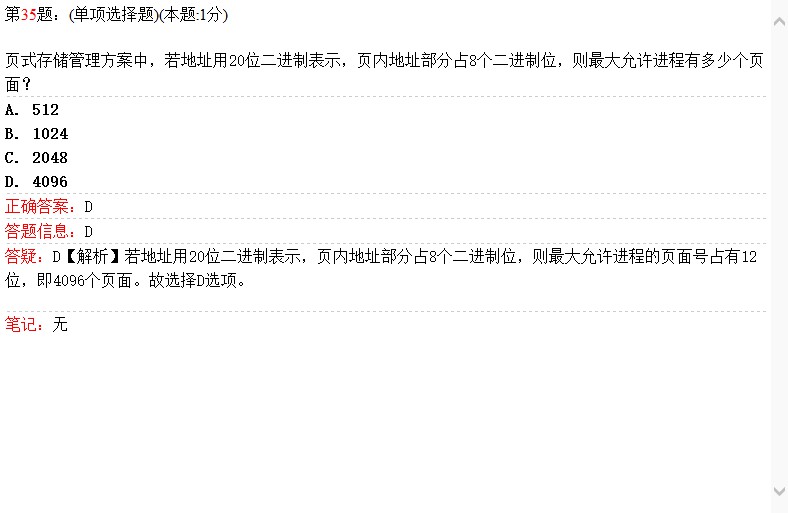 第35题：(单项选择题)(本题:1分)
页式存储管理方案中，若地址用20位二进制表示，页内地址部分占8个二进制位，则最大允许进程有多少个页
面？
A. 512
B. 1024
C. 2048
D. 4096
正确答案：D
答题信息：D
答疑：D【解析】若地址用20位二进制表示，页内地址部分占8个二进制位，则最大允许进程的页面号占有12
位，即4096个页面。故选择D选项。
笔记：无